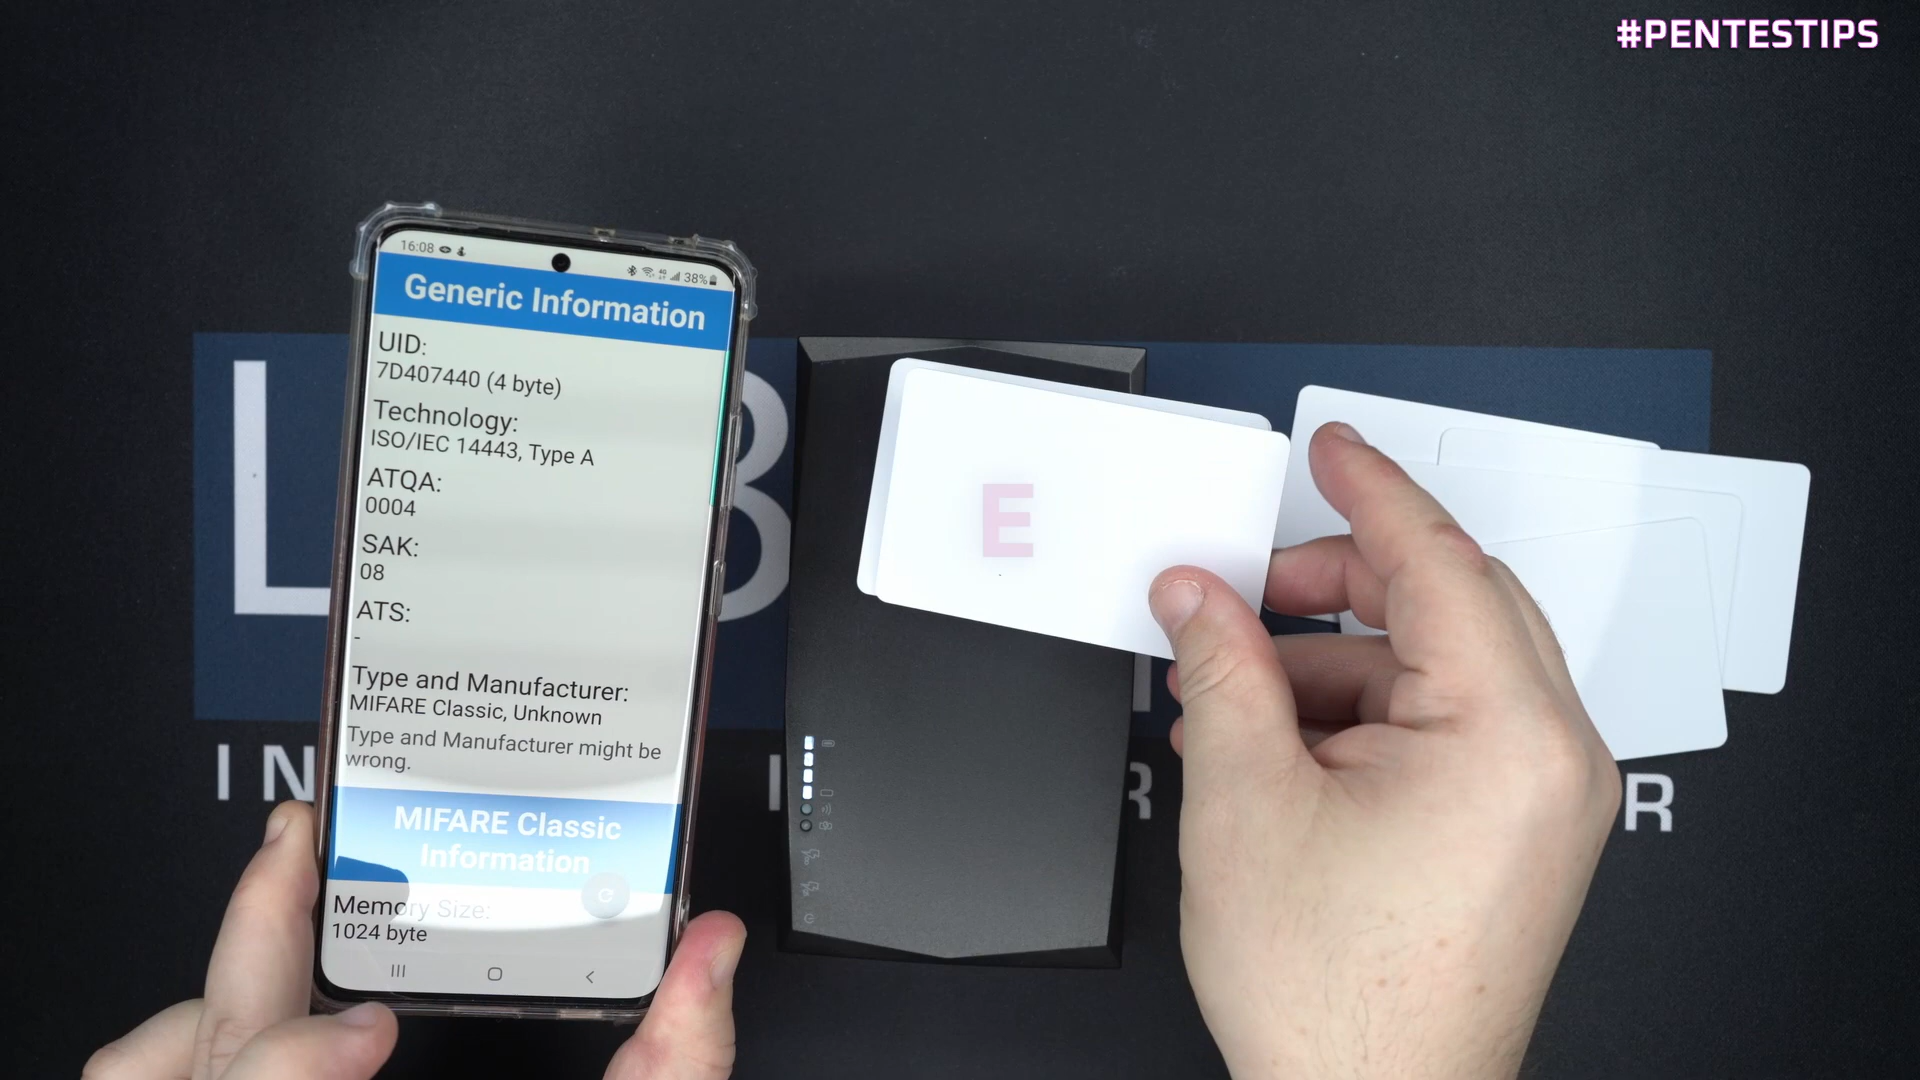 #PENTESTIPS
16:08
4G
38%
Generic Information
UID:
7D407440 (4 byte)
Technology:
ISO/IEC 14443, Type A
ATQA:
0004
SAK:
08
ATS:
-
Type and Manufacturer:
MIFARE Classic, Unknown
Type and Manufacturer might be
wrong.
MIFARE Classic
Information
Memory Size:
1024 byte
E
L
B
IN
R
R